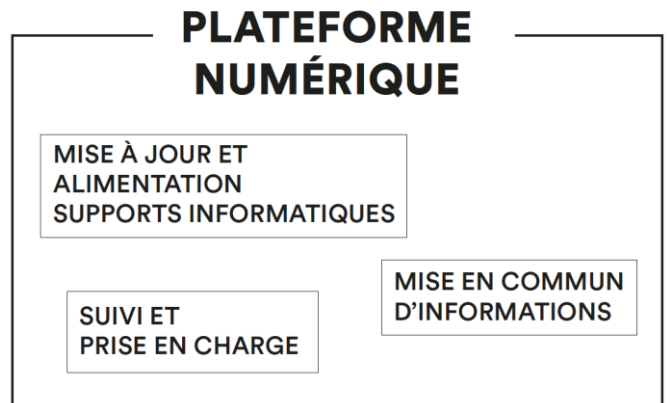 PLATEFORME
NUMÉRIQUE
MISE À JOUR ET
ALIMENTATION
SUPPORTS INFORMATIQUES
MISE EN COMMUN
D’INFORMATIONS
SUIVI ET
PRISE EN CHARGE